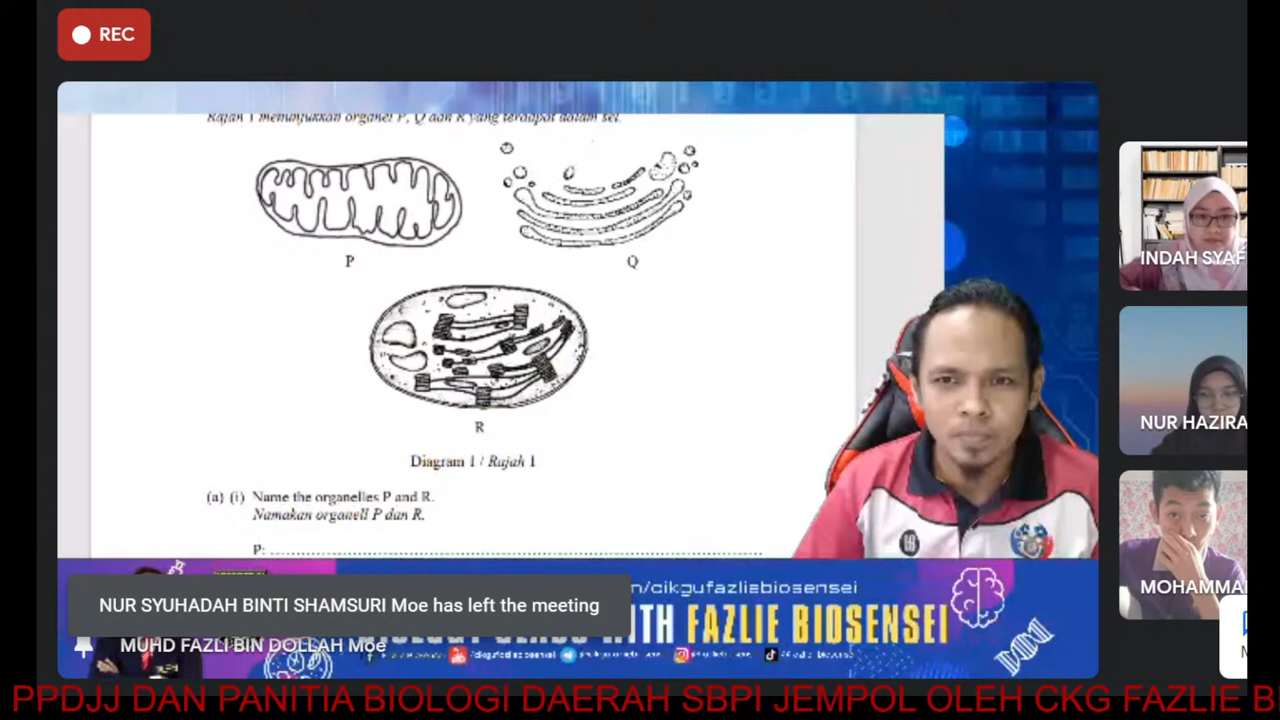 REC
Rajah 1 menunjukkan organel P, Q dan R yang terdapat dalam sel.
P
Q
R
Diagram 1 / Rajah 1
(a) (i) Name the organelles P and R.
Namakan organell P dan R.
P:
INDAH SYAF
NUR HAZIRA
MOHAMMA
NUR SYUHADAH BINTI SHAMSURI Moe has left the meeting
n/cikgufazliebiosensei
TH FAZLIE BIOSENSEI
MUHD FAZLI BIN DOLLAH Moe
PPDJJ DAN PANITIA BIOLOGI DAERAH SBPI JEMPOL OLEH CKG FAZLIE B